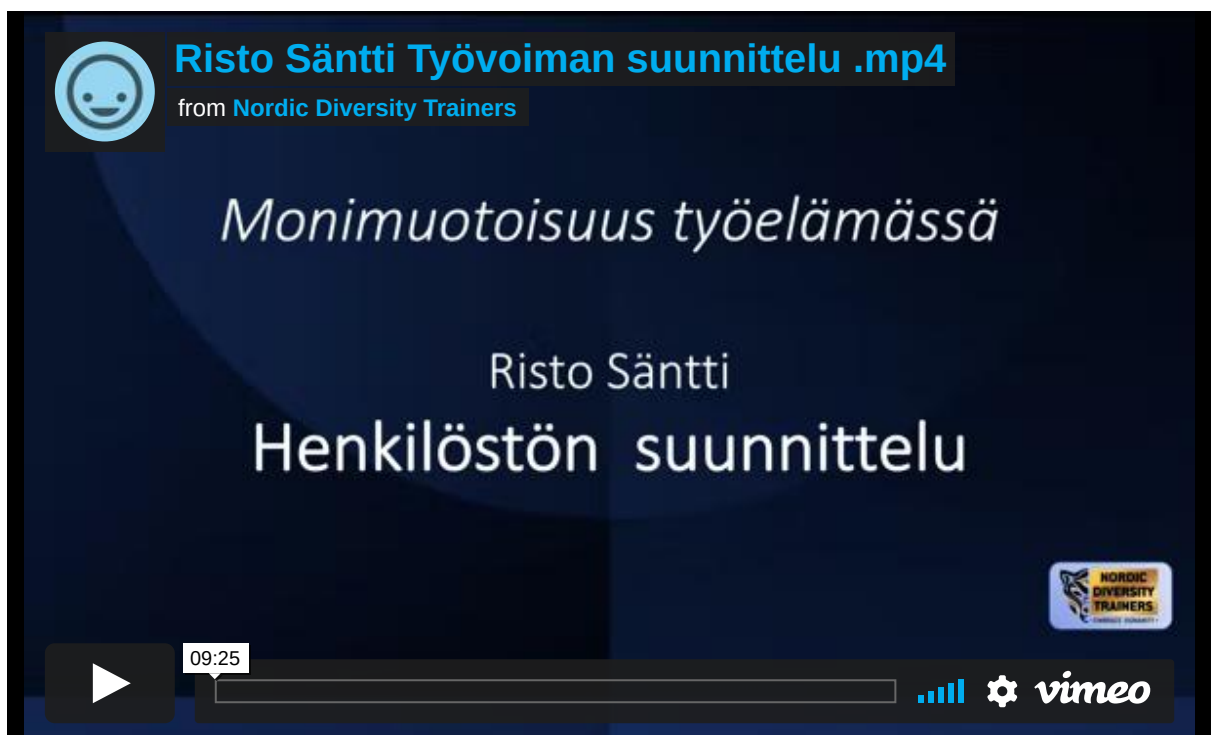 Risto Säntti Työvoiman suunnittelu .mp4
from Nordic Diversity Trainers
Monimuotoisuus työelämässä
Risto Säntti
Henkilöstön suunnittelu
NORDIC
DIVERSITY
TRAINERS
09:25
vimeo